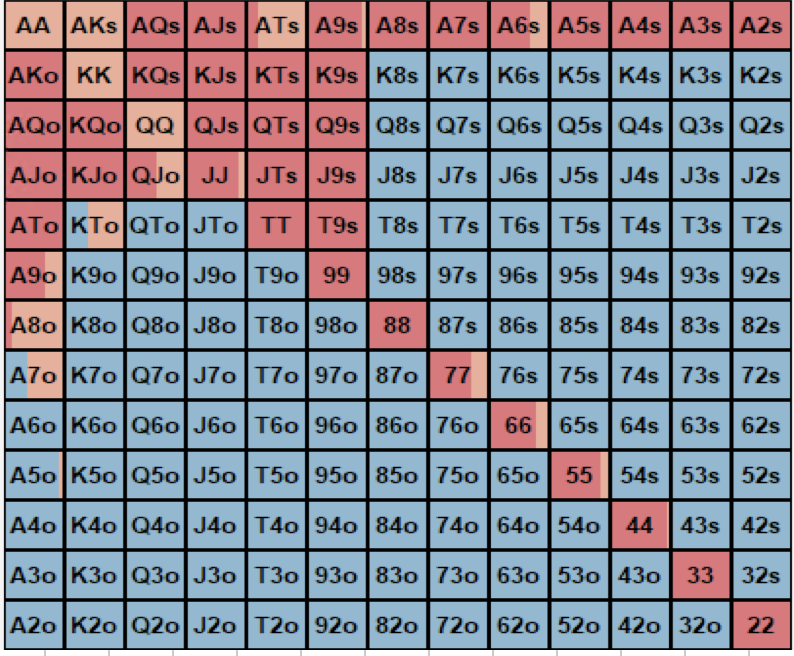 AA AKs AQs AJs ATs A9s A8s A7s A6s A5s A4s A3s A2s
AKo KK KQs KJs KTs K9s K8s K7s K6s K5s K4s K3s K2s
AQo KQo QQ QJs QTs Q9s Q8s Q7s Q6s Q5s Q4s Q3s Q2s
AJo KJo QJo JJ JTs J9s J8s J7s J6s J5s J4s J3s J2s
ATo KTo QTo JTo TT T9s T8s T7s T6s T5s T4s T3s T2s
A9o K9o Q9o J9o T9o 99 98s 97s 96s 95s 94s 93s 92s
A8o K8o Q8o J8o T8o 98o 88 87s 86s 85s 84s 83s 82s
A7o K7o Q7o J7o T7o 97o 87o 77 76s 75s 74s 73s 72s
A6o K6o Q6o J6o T6o 96o 86o 76o 66 65s 64s 63s 62s
A5o K5o Q5o J5o T5o 95o 85o 75o 65o 55 54s 53s 52s
A4o K4o Q4o J4o T4o 94o 84o 74o 64o 54o 44 43s 42s
A3o K3o Q3o J3o T3o 93o 83o 73o 63o 53o 43o 33 32s
A2o K2o Q2o J2o T2o 92o 82o 72o 62o 52o 42o 32o 22